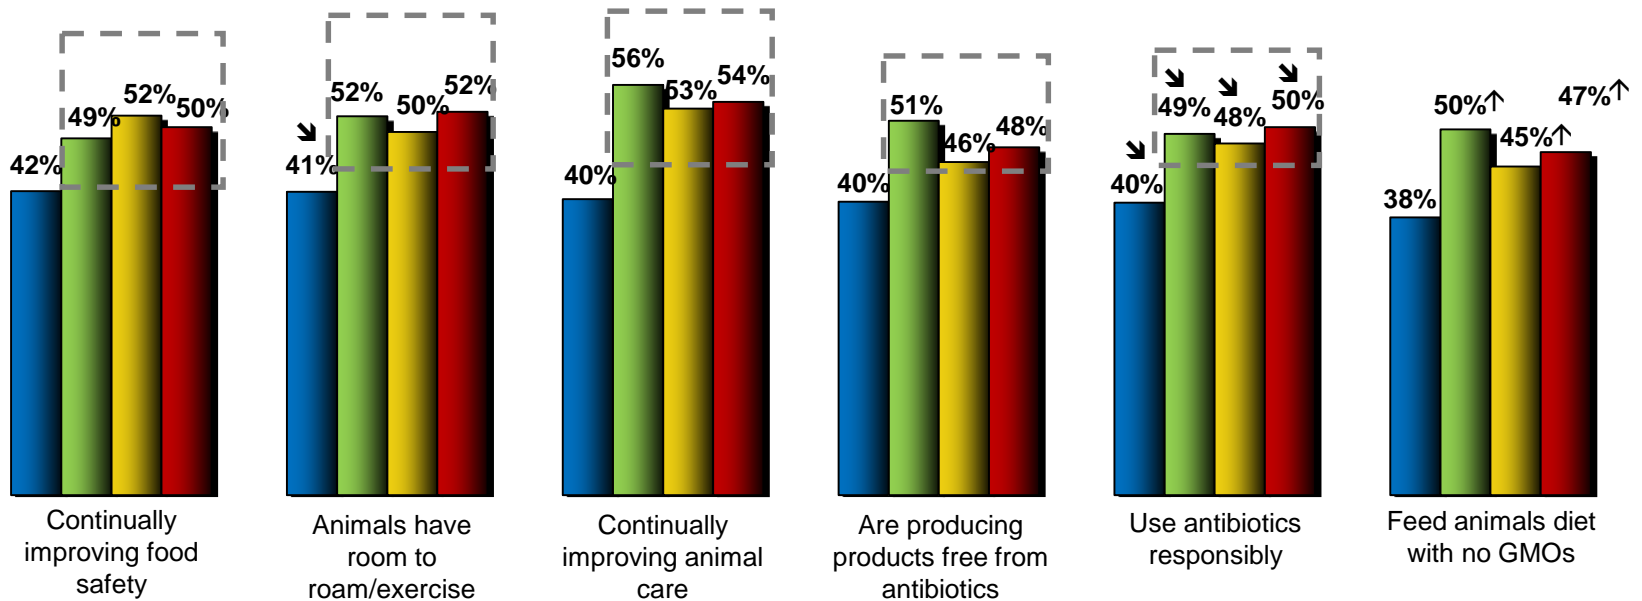 42% 49% 52% 50%
41% 52% 50% 52%
40% 56% 53% 54%
40% 51% 46% 48%
40% 49% 48% 50%
38% 50%↑ 45%↑ 47%↑
Continually
improving food
safety
Animals have
room to
roam/exercise
Continually
improving animal
care
Are producing
products free from
antibiotics
Use antibiotics
responsibly
Feed animals diet
with no GMOs